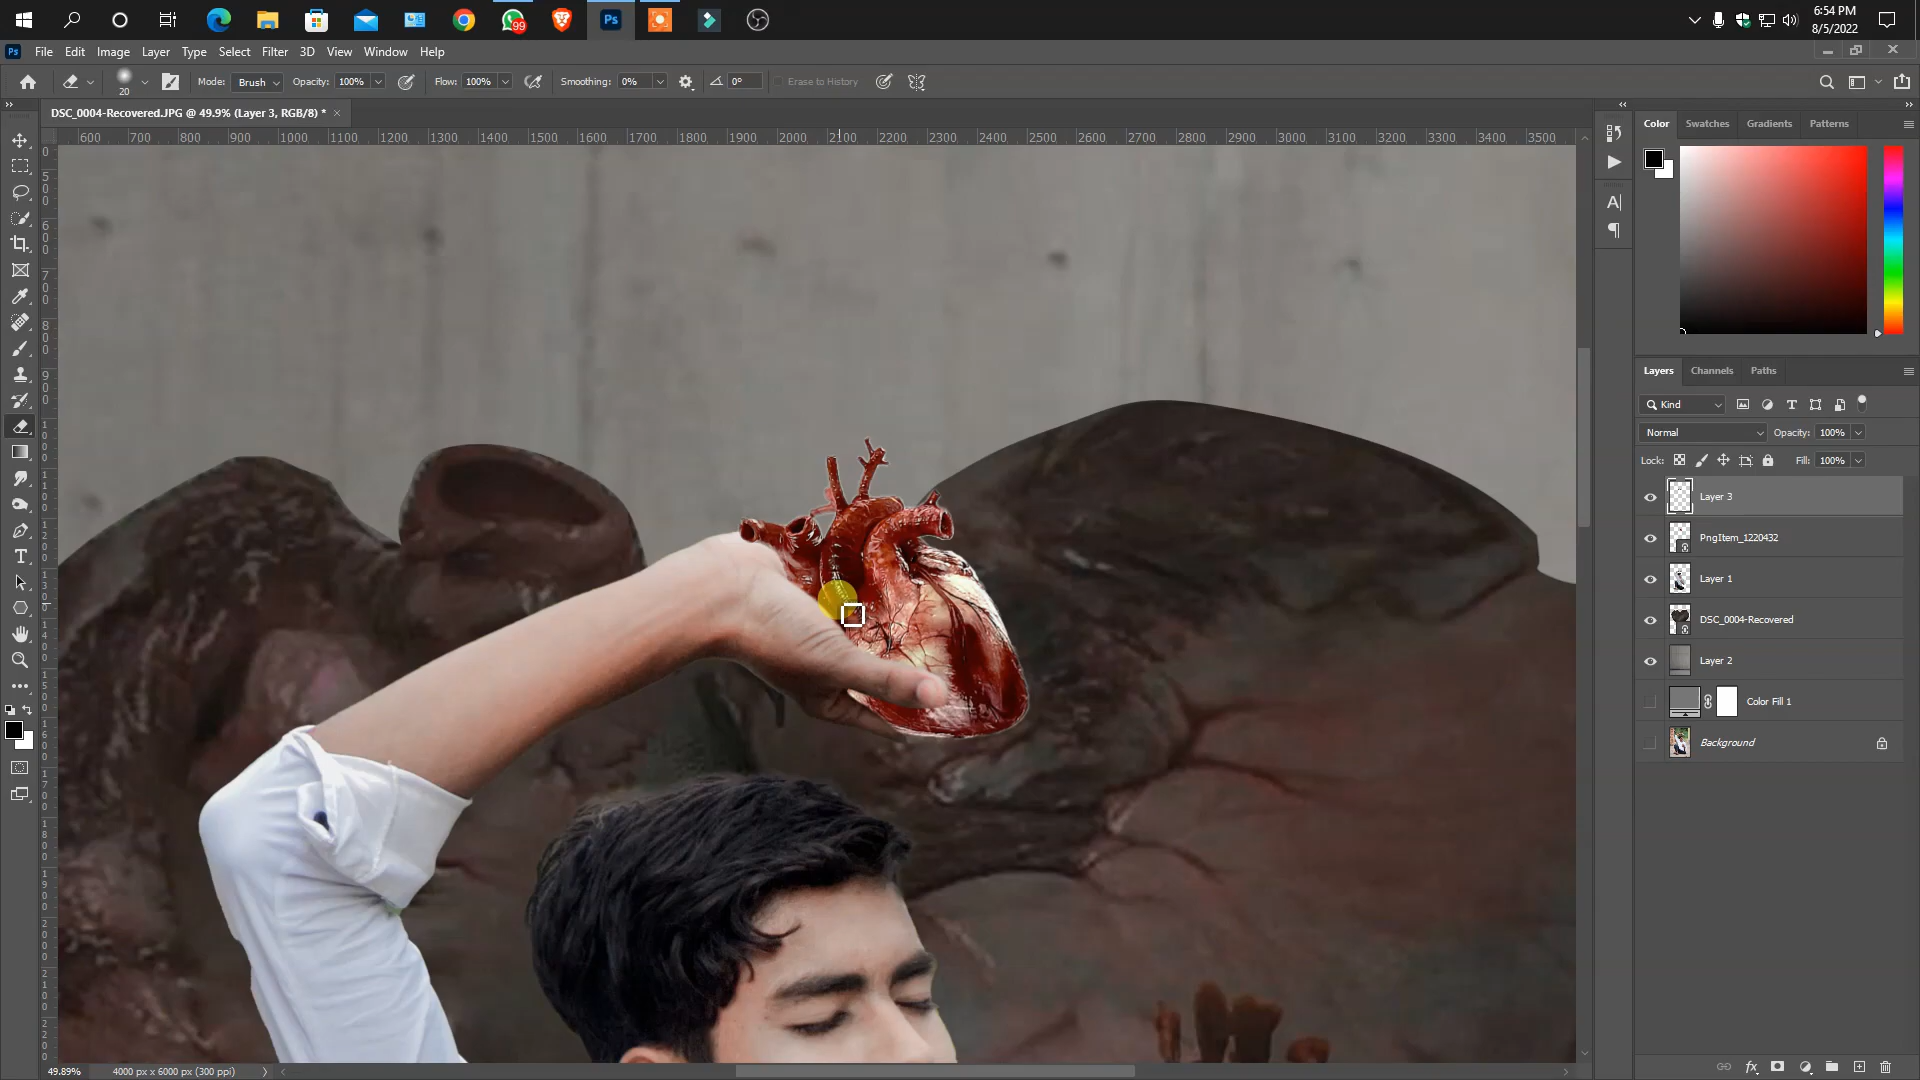 99
Ps
6:54 PM
8/5/2022
Ps
File Edit Image Layer Type Select Filter 3D View Window Help
20
Mode: Brush
Opacity: 100%
Flow: 100%
Smoothing: 0%
0°
Erase to History
DSC_0004-Recovered.JPG @ 49.9% (Layer 3, RGB/8) *
600 700 800 900 1000 1100 1200 1300 1400 1500 1600 1700 1800 1900 2000 2100 2200 2300 2400 2500 2600 2700 2800 2900 3000 3100 3200 3300 3400 3500
Color Swatches Gradients Patterns
Layers Channels Paths
Kind
Normal Opacity: 100%
Lock: Fill: 100%
Layer 3
PngItem_1220432
Layer 1
DSC_0004-Recovered
Layer 2
Color Fill 1
Background
fx
49.89% 4000 px x 6000 px (300 ppi)